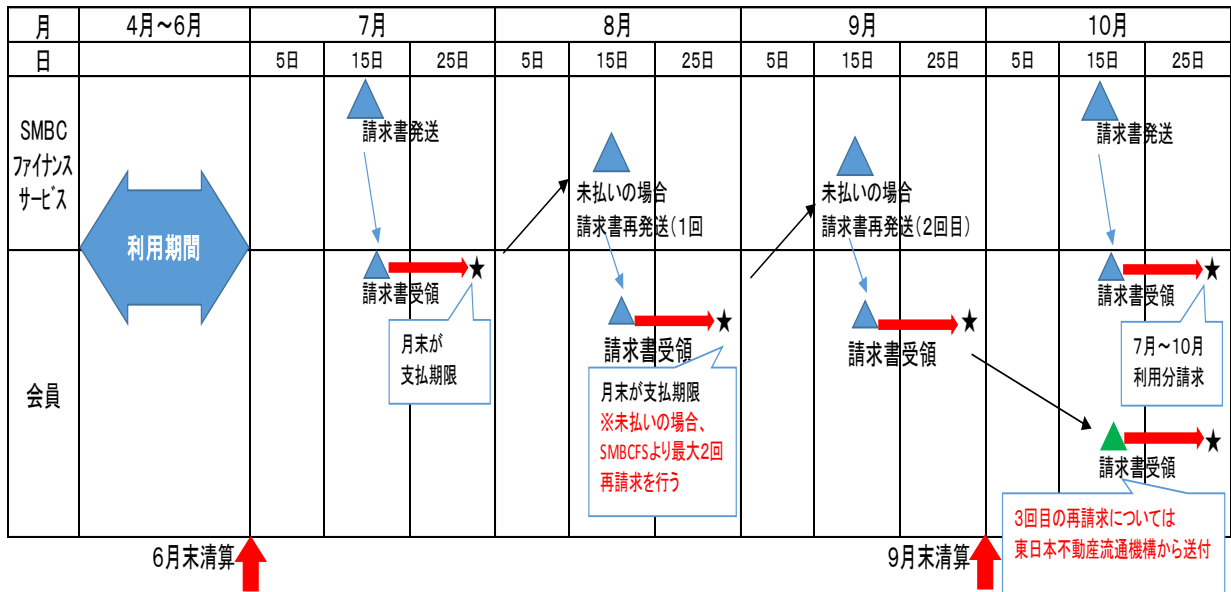 月 4月～6月 7月 8月 9月 10月
日 5日 15日 25日 5日 15日 25日 5日 15日 25日 5日 15日 25日
SMBC
ファイナンス
サービス
請求書発送
未払いの場合
請求書再発送(1回
未払いの場合
請求書再発送(2回目)
請求書発送
利用期間
会員
請求書受領
★
月末が
支払期限
請求書受領
★
月末が支払期限
※未払いの場合、
SMBCFSより最大2回
再請求を行う
請求書受領
★
請求書受領
★
7月～10月
利用分請求
請求書受領
★
3回目の再請求については
東日本不動産流通機構から送付
6月末清算
9月末清算